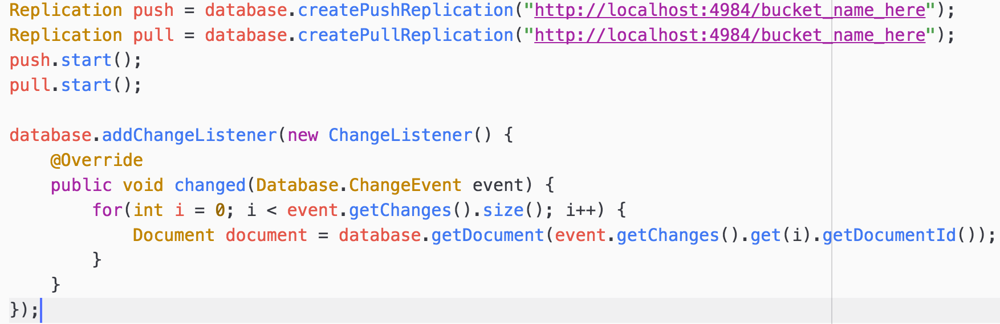 Replication push = database.createPushReplication("http://localhost:4984/bucket_name_here");
Replication pull = database.createPullReplication("http://localhost:4984/bucket_name_here");
push.start();
pull.start();

database.addChangeListener(new ChangeListener() {
    @Override
    public void changed(Database.ChangeEvent event) {
        for(int i = 0; i < event.getChanges().size(); i++) {
            Document document = database.getDocument(event.getChanges().get(i).getDocumentId());
        }
    }
});